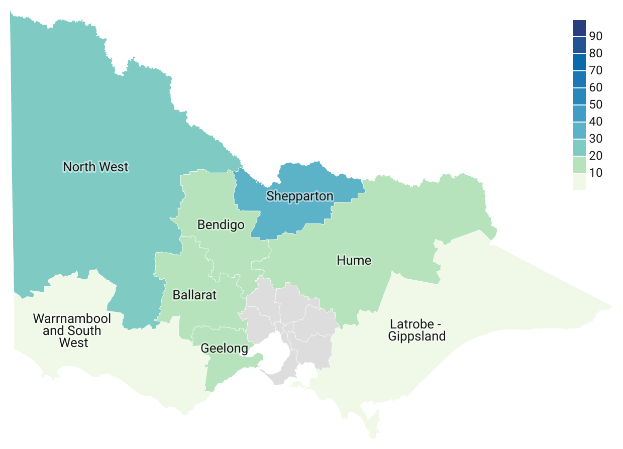 90
80
70
60
50
40
30
20
10
North West
Shepparton
Bendigo
Hume
Ballarat
Warrnambool
and South
West
Latrobe -
Gippsland
Geelong